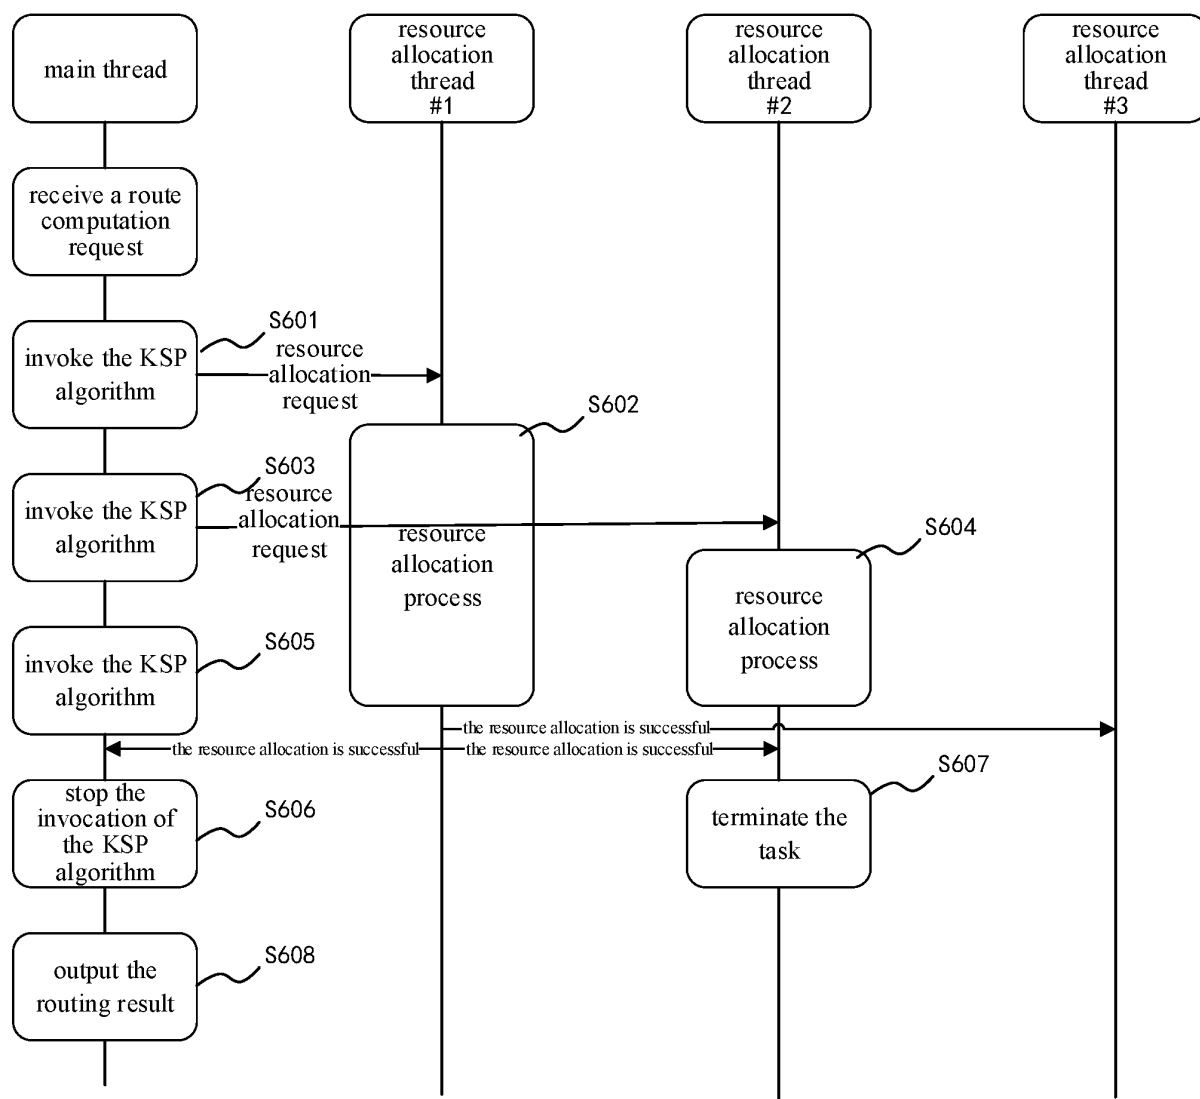 main thread
resource
allocation
thread
#1
resource
allocation
thread
#2
resource
allocation
thread
#3
receive a route
computation
request
S601
invoke the KSP
algorithm
resource
allocation
request
S602
S603
invoke the KSP
algorithm
resource
allocation
request
resource
allocation
process
S604
resource
allocation
process
S605
invoke the KSP
algorithm
the resource allocation is successful
the resource allocation is successful
the resource allocation is successful
S606
stop the
invocation of
the KSP
algorithm
S607
terminate the
task
S608
output the
routing result